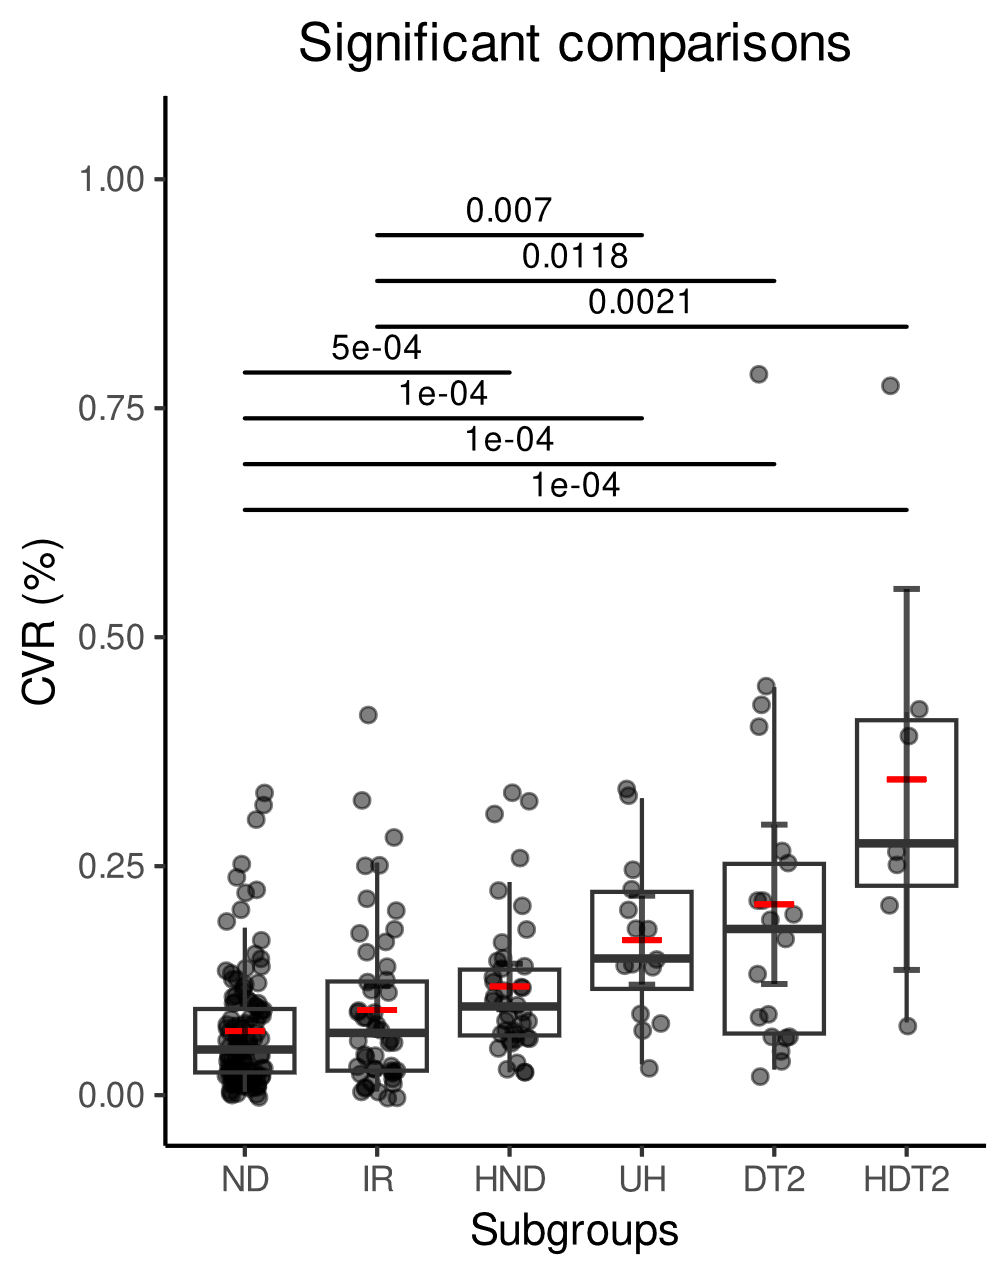 Significant comparisons
CVR (%)
1.00
0.75
0.50
0.25
0.00
0.007
0.0118
0.0021
5e-04
1e-04
1e-04
1e-04
ND IR HND UH DT2 HDT2
Subgroups